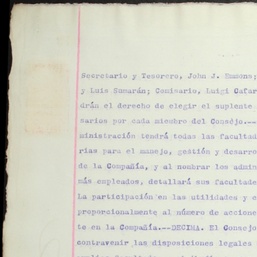 Secretario y Tesorero, John J. Emmons;
y Luis Samarán; Comisario, Luigi Cafar
drán el derecho de elegir el suplente
sarios por cada miembro del Consejo.--
ministración tendrá todas las facultad
rias para el manejo, gestión y desarro
de la Compañía, y al nombrar los admin
más empleados, detallará sus facultade
La participación en las utilidades y c
proporcionalmente al número de accione
te en la Compañía.--DECIMA. El Consejo
contravenir las disposiciones legales